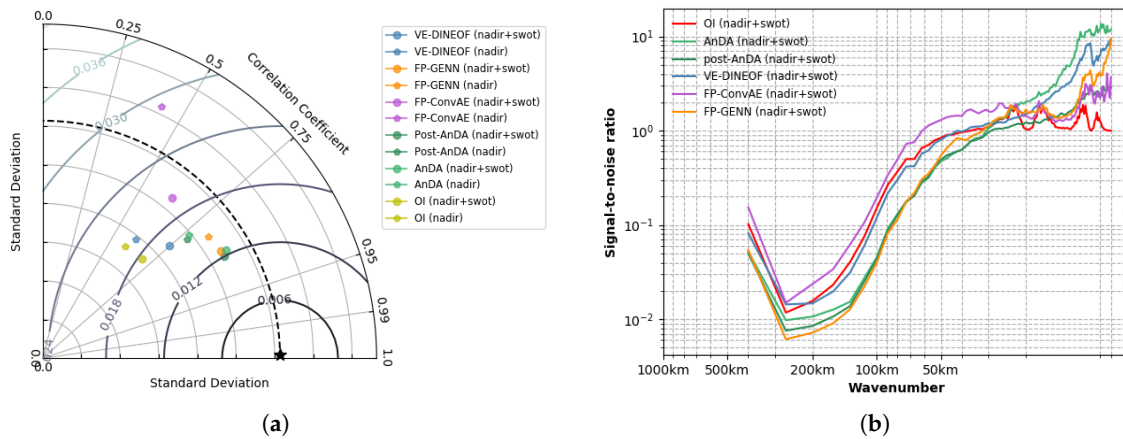 0.0
0.25
0.5
0.75
0.95
0.99
1.0
Correlation Coefficient
Standard Deviation
Standard Deviation
0.0
0.036
0.030
0.024
0.018
0.012
0.006
VE-DINEOF (nadir+swot)
VE-DINEOF (nadir)
FP-GENN (nadir+swot)
FP-GENN (nadir)
FP-ConvAE (nadir+swot)
FP-ConvAE (nadir)
Post-AnDA (nadir+swot)
Post-AnDA (nadir)
AnDA (nadir+swot)
AnDA (nadir)
OI (nadir+swot)
OI (nadir)
(a)
Signal-to-noise ratio
10¹
10⁰
10⁻¹
10⁻²
OI (nadir+swot)
AnDA (nadir+swot)
post-AnDA (nadir+swot)
VE-DINEOF (nadir+swot)
FP-ConvAE (nadir+swot)
FP-GENN (nadir+swot)
1000km 500km 200km 100km 50km
Wavenumber
(b)